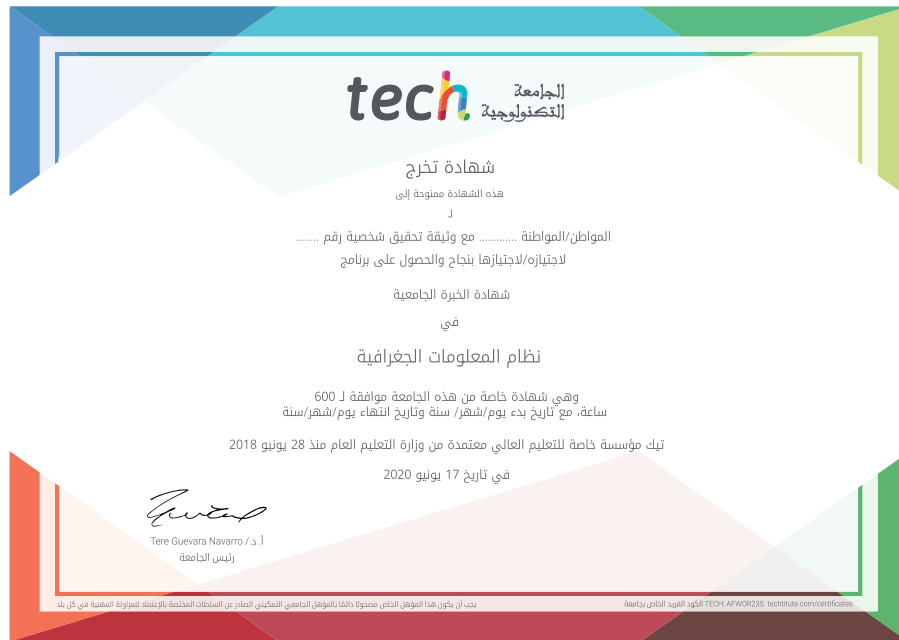 tech الجامعة
التكنولوجية
شهادة تخرج
هذه الشهادة ممنوحة إلى
لـ
المواطن/المواطنة ............. مع وثيقة تحقيق شخصية رقم ........
لاجتيازه/لاجتيازها بنجاح والحصول على برنامج
شهادة الخبرة الجامعية
في
نظام المعلومات الجغرافية
وهي شهادة خاصة من هذه الجامعة موافقة لـ 600
ساعة، مع تاريخ بدء يوم/شهر/ سنة وتاريخ انتهاء يوم/شهر/سنة
تيك مؤسسة خاصة للتعليم العالي معتمدة من وزارة التعليم العام منذ 28 يونيو 2018
في تاريخ 17 يونيو 2020
أ.د./ Tere Guevara Navarro
رئيس الجامعة
يجب أن يكون هذا المؤهل الخاص مصحوبًا دائمًا بالمؤهل الجامعي التمكيني الصادر عن السلطات المختصة بالإعتماد للمزاولة المهنية في كل بلد.
الكود الفريد الخاص بجامعة TECH: AFWOR23S techtitute.com/certificates